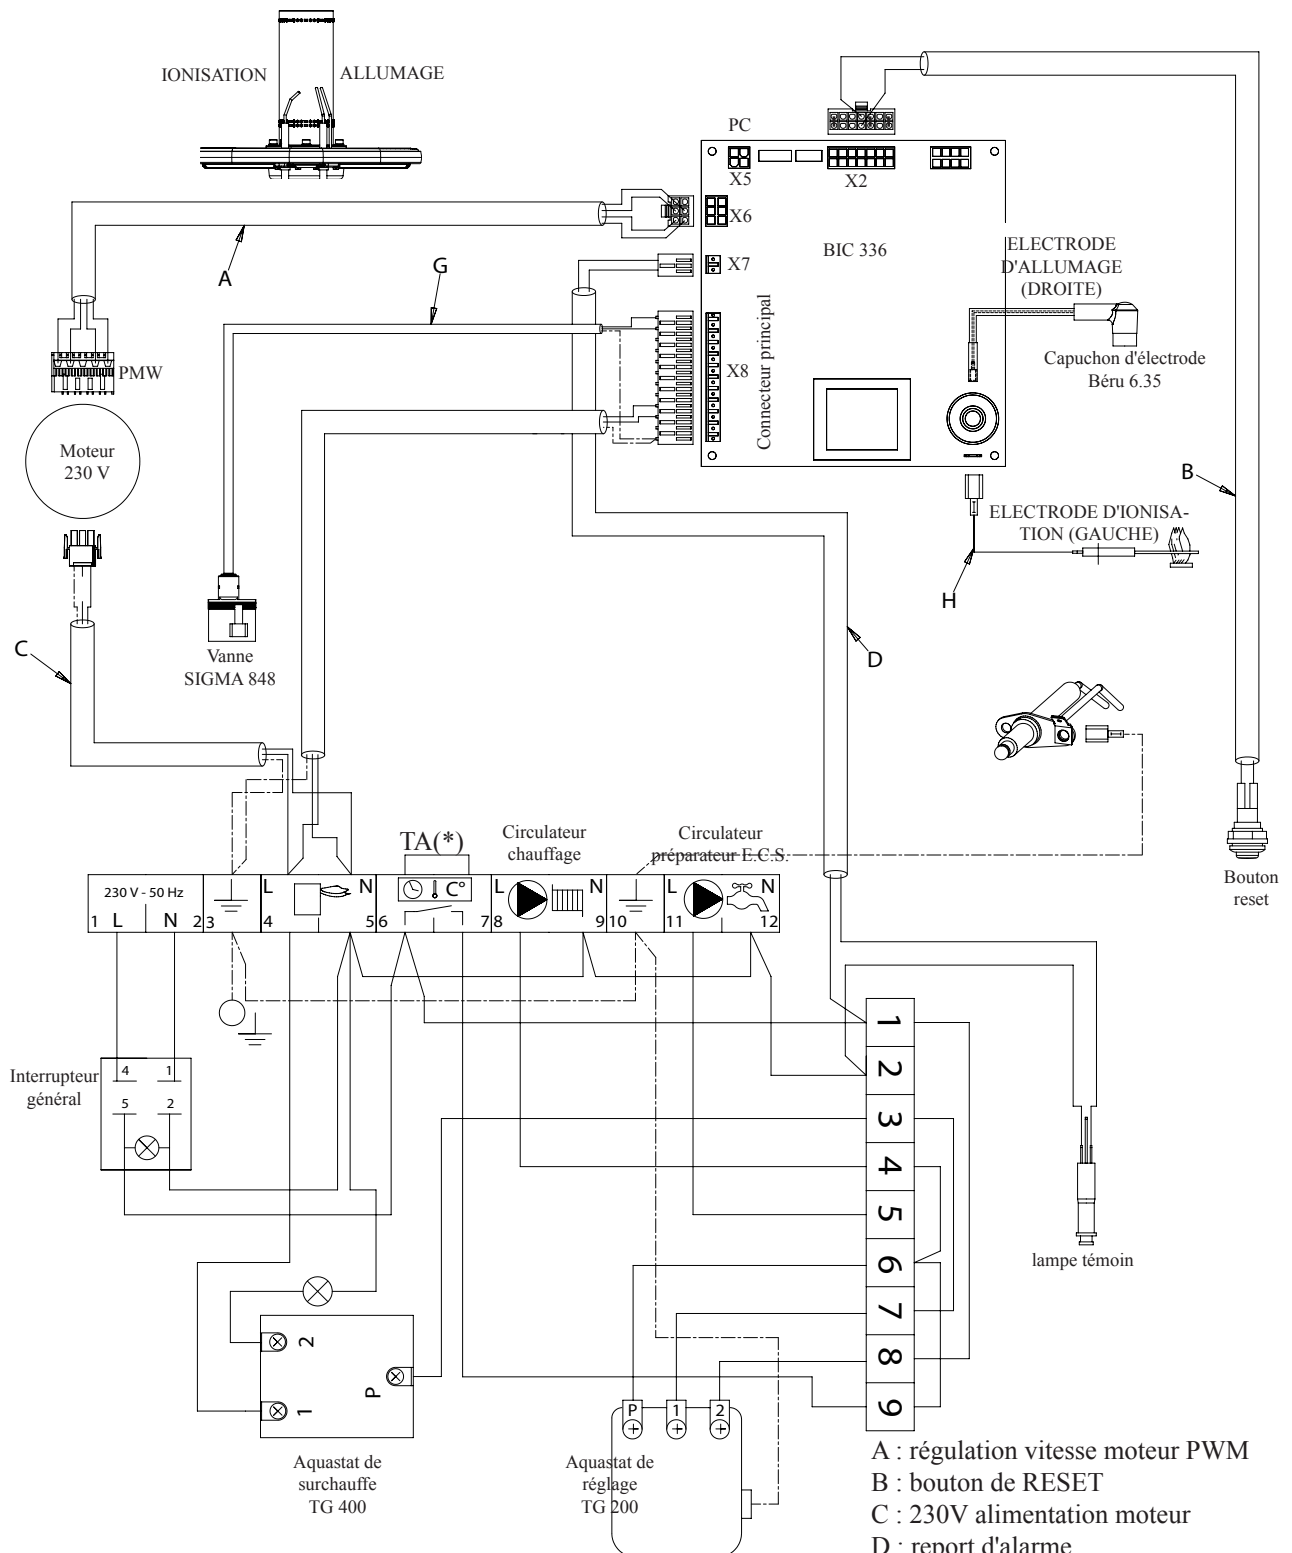 IONISATION
ALLUMAGE
PC
X5
X2
X6
BIC 336
ELECTRODE
D'ALLUMAGE
(DROITE)
A
G
X7
Connecteur principal
X8
Capuchon d'électrode
Béru 6.35
PMW
Moteur
230 V
B
ELECTRODE D'IONISA-
TION (GAUCHE)
H
C
Vanne
SIGMA 848
D
TA(*)
Circulateur
chauffage
Circulateur
préparateur E.C.S.
Bouton
reset
230 V - 50 Hz
1 L N 2
3
L N
4 5
C°
6 7
L N
8 9
10
L N
11 12
Interrupteur
général
4 1
5 2
1
2
3
4
5
6
7
8
9
lampe témoin
2
P
1
Aquastat de
surchauffe
TG 400
P 1 2
Aquastat de
réglage
TG 200
A : régulation vitesse moteur PWM
B : bouton de RESET
C : 230V alimentation moteur
D : report d'alarme